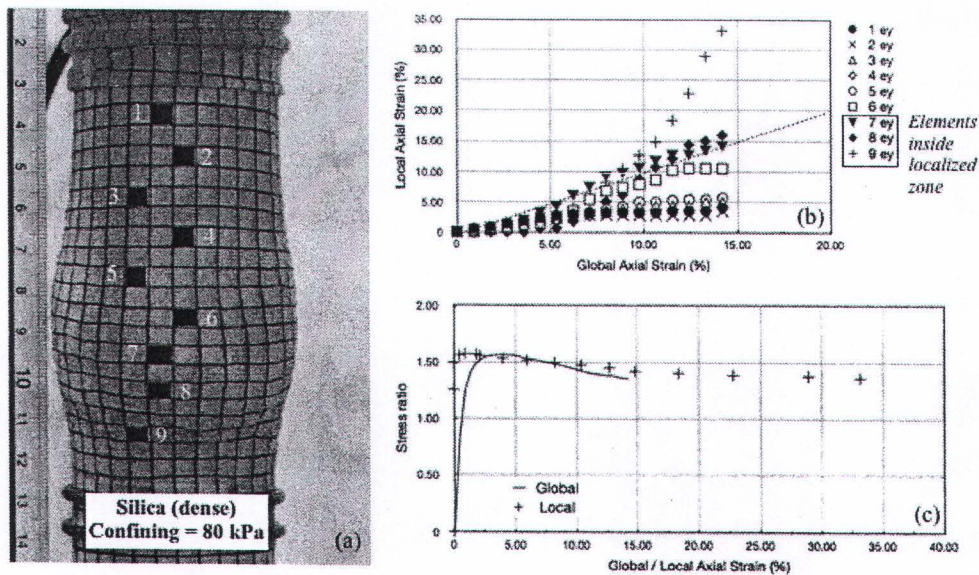 1
2
3
4
5
6
7
8
9
10
11
12
13
14
1
2
3
4
5
6
7
8
9
Silica (dense)
Confining = 80 kPa
(a)
(b)
35.00
30.00
25.00
20.00
15.00
10.00
5.00
0
Local Axial Strain (%)
0
5.00
10.00
15.00
20.00
Global Axial Strain (%)
(b)
1 ey
2 ey
3 ey
4 ey
5 ey
6 ey
7 ey
8 ey
9 ey
Elements
inside
localized
zone
2.00
1.50
1.00
0.50
0
Stress ratio
Global
Local
(c)
0
5.00
10.00
15.00
20.00
25.00
30.00
35.00
40.00
Global / Local Axial Strain (%)